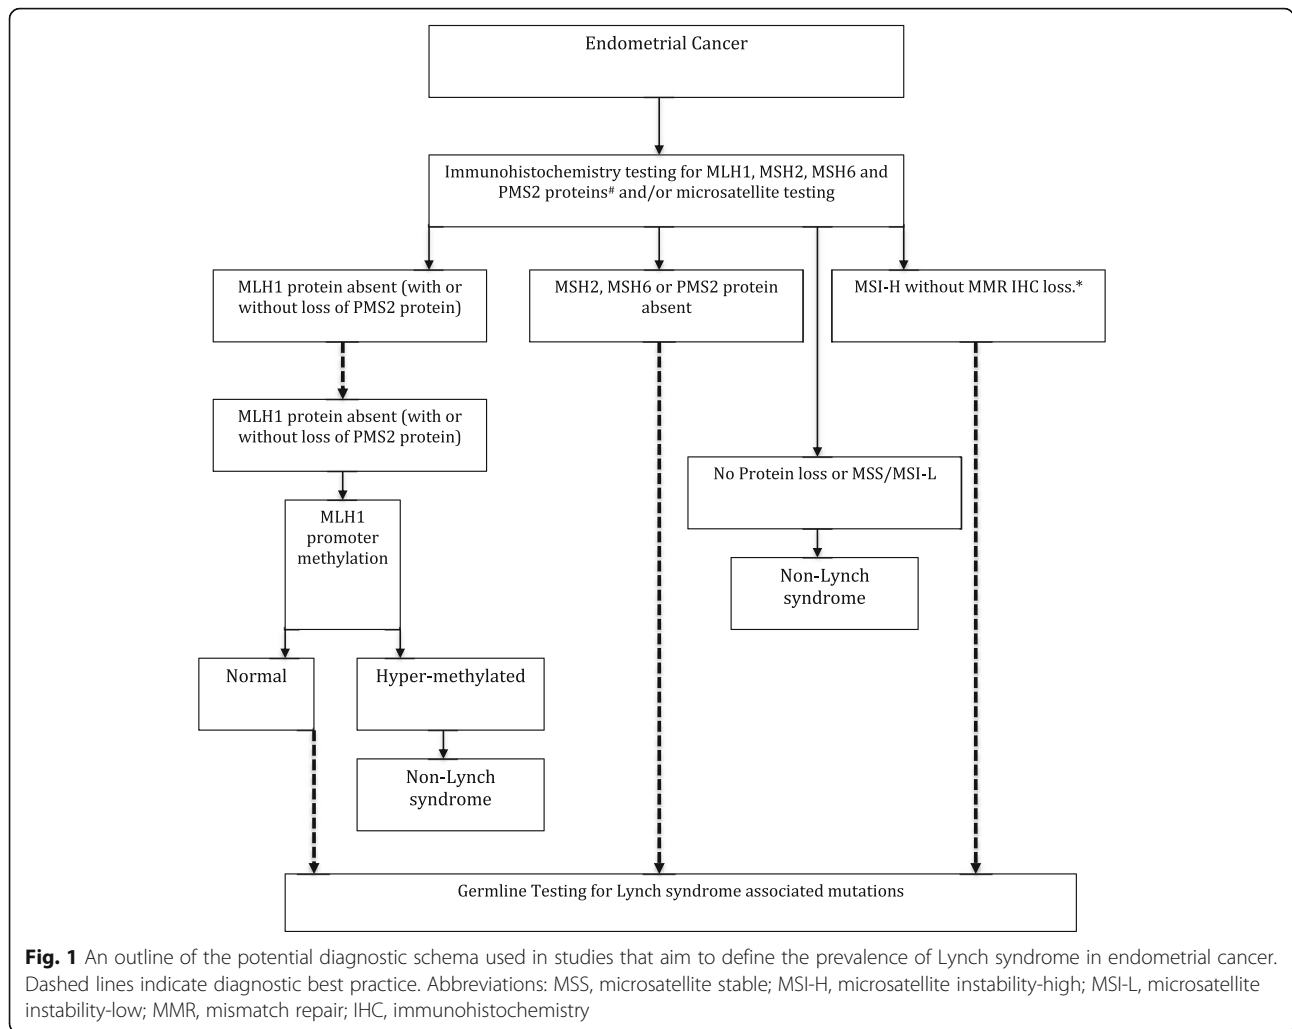 Endometrial Cancer
Immunohistochemistry testing for MLH1, MSH2, MSH6 and
PMS2 proteins# and/or microsatellite testing
MLH1 protein absent (with or
without loss of PMS2 protein)
MSH2, MSH6 or PMS2 protein
absent
MSI-H without MMR IHC loss.*
MLH1 protein absent (with or
without loss of PMS2 protein)
No Protein loss or MSS/MSI-L
MLH1
promoter
methylation
Non-Lynch
syndrome
Normal
Hyper-methylated
Non-Lynch
syndrome
Germline Testing for Lynch syndrome associated mutations
Fig. 1 An outline of the potential diagnostic schema used in studies that aim to define the prevalence of Lynch syndrome in endometrial cancer.
Dashed lines indicate diagnostic best practice. Abbreviations: MSS, microsatellite stable; MSI-H, microsatellite instability-high; MSI-L, microsatellite
instability-low; MMR, mismatch repair; IHC, immunohistochemistry